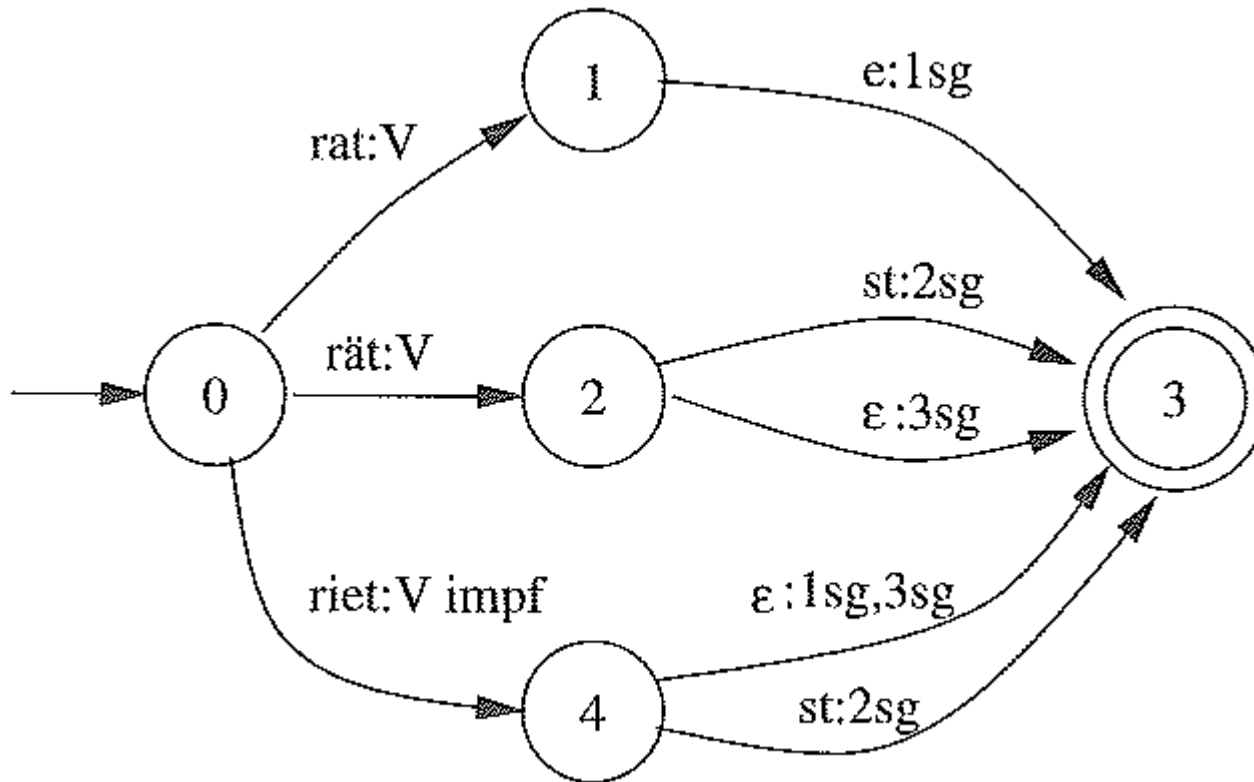 1
e:1sg
rat:V
st:2sg
0
rät:V
2
3
ε:3sg
riet:V impf
ε:1sg,3sg
4
st:2sg